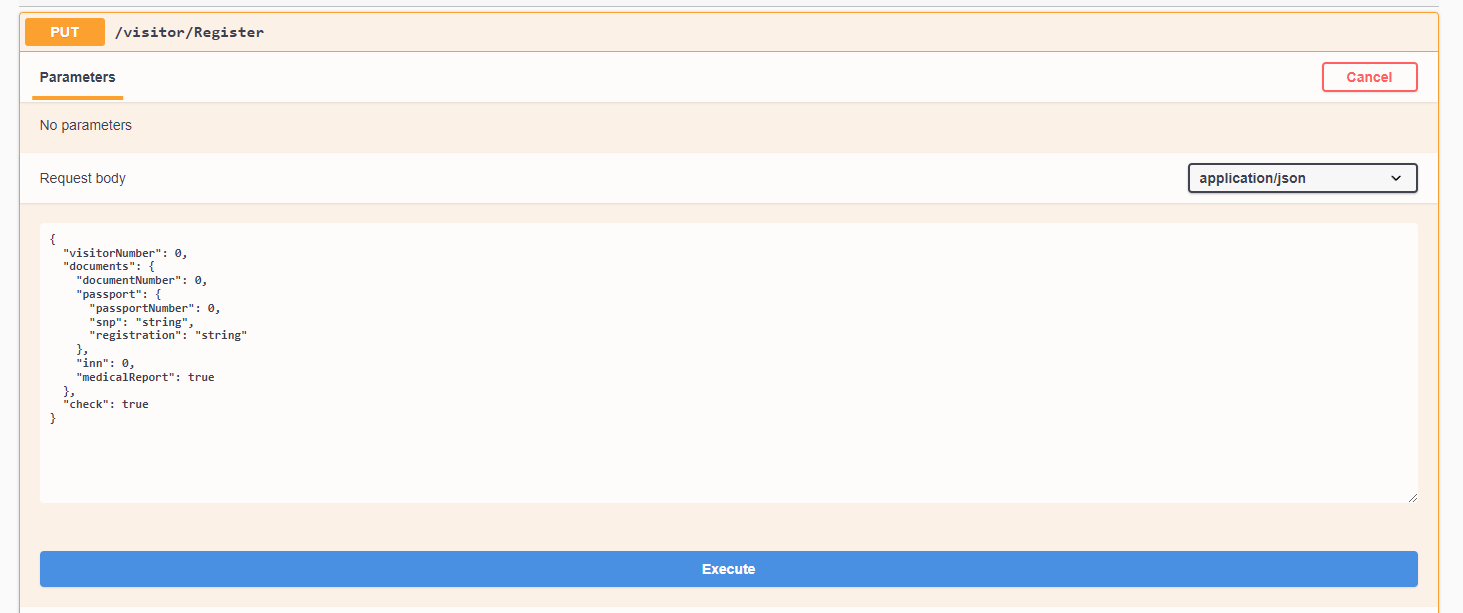 PUT /visitor/Register
Parameters
Cancel
No parameters
Request body
application/json
{
  "visitorNumber": 0,
  "documents": {
    "documentNumber": 0,
    "passport": {
      "passportNumber": 0,
      "snp": "string",
      "registration": "string"
    },
    "inn": 0,
    "medicalReport": true
  },
  "check": true
}
Execute